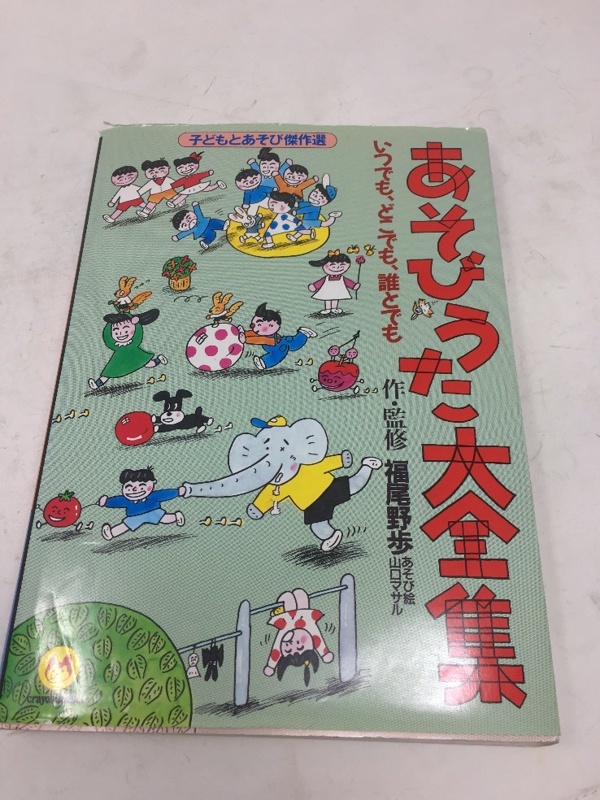 子どもとあそび傑作選
あそびうた大全集
いつでも、どこでも、誰とでも
作・監修 福尾野歩
あそび絵
山口マサル